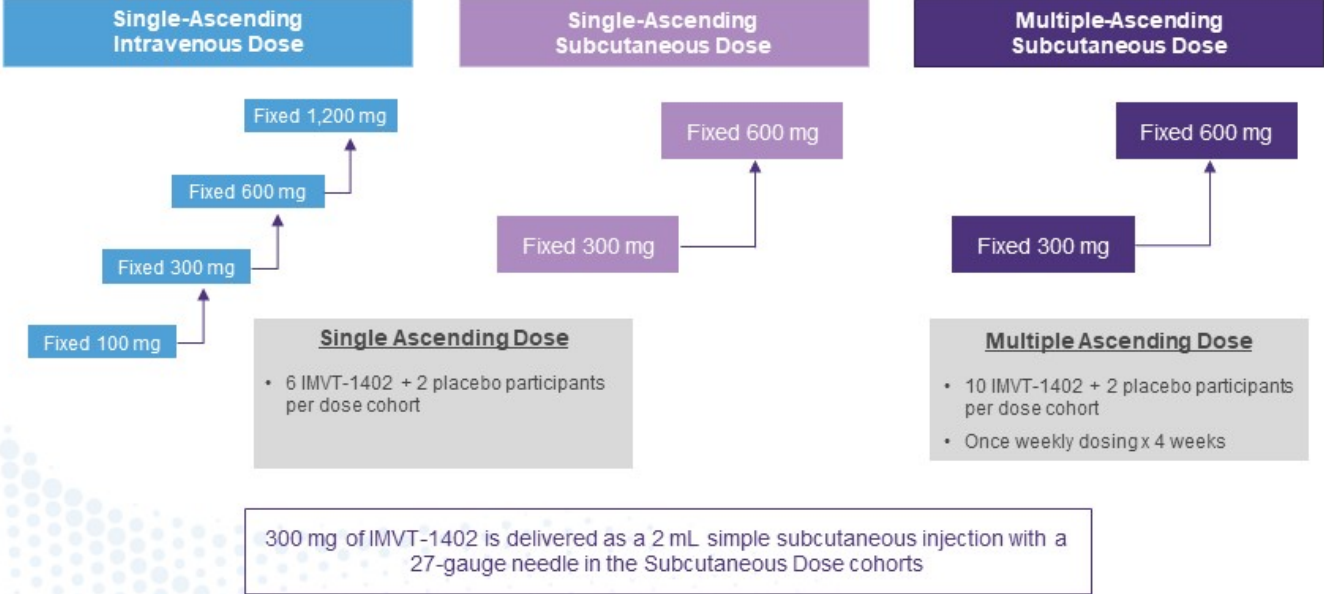 Single-Ascending
Intravenous Dose
Single-Ascending
Subcutaneous Dose
Multiple-Ascending
Subcutaneous Dose
Fixed 1,200 mg
Fixed 600 mg
Fixed 300 mg
Fixed 100 mg
Fixed 600 mg
Fixed 300 mg
Fixed 600 mg
Fixed 300 mg
Single Ascending Dose
• 6 IMVT-1402 + 2 placebo participants
per dose cohort
Multiple Ascending Dose
• 10 IMVT-1402 + 2 placebo participants
per dose cohort
• Once weekly dosing x 4 weeks
300 mg of IMVT-1402 is delivered as a 2 mL simple subcutaneous injection with a
27-gauge needle in the Subcutaneous Dose cohorts